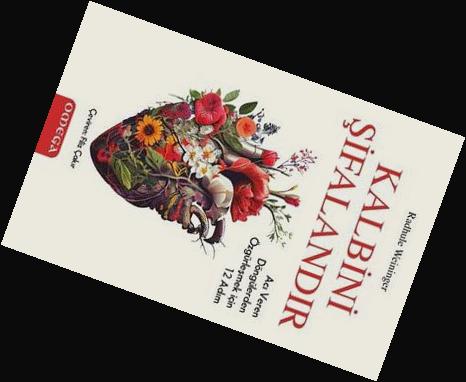 Radhule Weininger
KALBİNİ
ŞİFALANDIR
Acı Veren
Döngülerden
Özgürleşmek için
12 Adım
Çeviren: Filiz Çakır
OMEGA